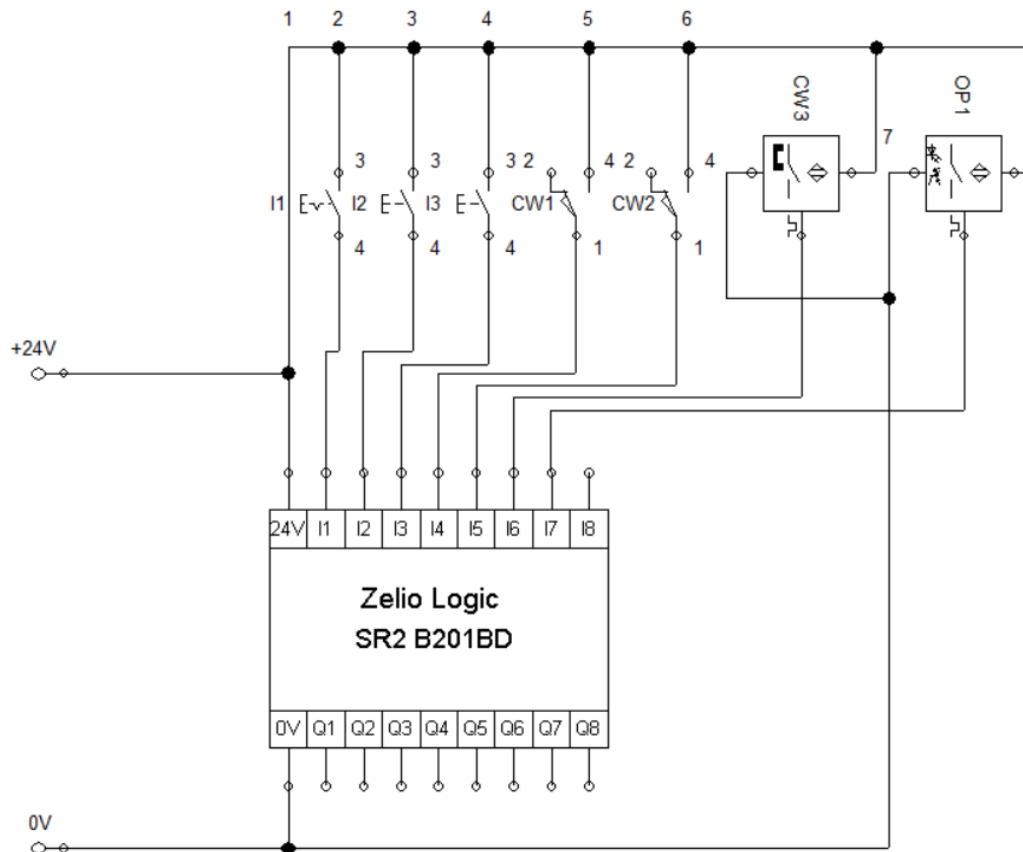 1 2 3 4 5 6
CW3 OP1
7
3 3 3 2 4 2 4
I1 I2 I3 CW1 CW2
4 4 4 1 1
+24V
24V I1 I2 I3 I4 I5 I6 I7 I8
Zelio Logic
SR2 B201BD
0V Q1 Q2 Q3 Q4 Q5 Q6 Q7 Q8
0V